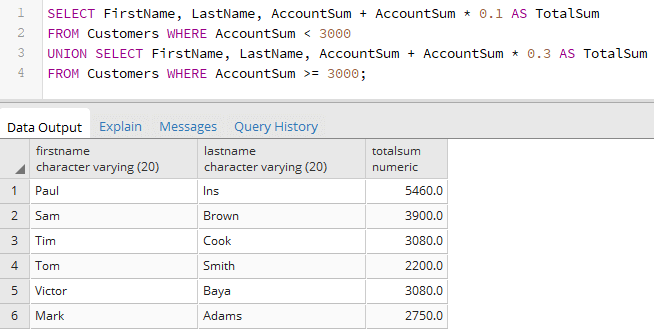 1 SELECT FirstName, LastName, AccountSum + AccountSum * 0.1 AS TotalSum
2 FROM Customers WHERE AccountSum < 3000
3 UNION SELECT FirstName, LastName, AccountSum + AccountSum * 0.3 AS TotalSum
4 FROM Customers WHERE AccountSum >= 3000;
Data Output Explain Messages Query History
firstname lastname totalsum
character varying (20) character varying (20) numeric
1 Paul Ins 5460.0
2 Sam Brown 3900.0
3 Tim Cook 3080.0
4 Tom Smith 2200.0
5 Victor Baya 3080.0
6 Mark Adams 2750.0